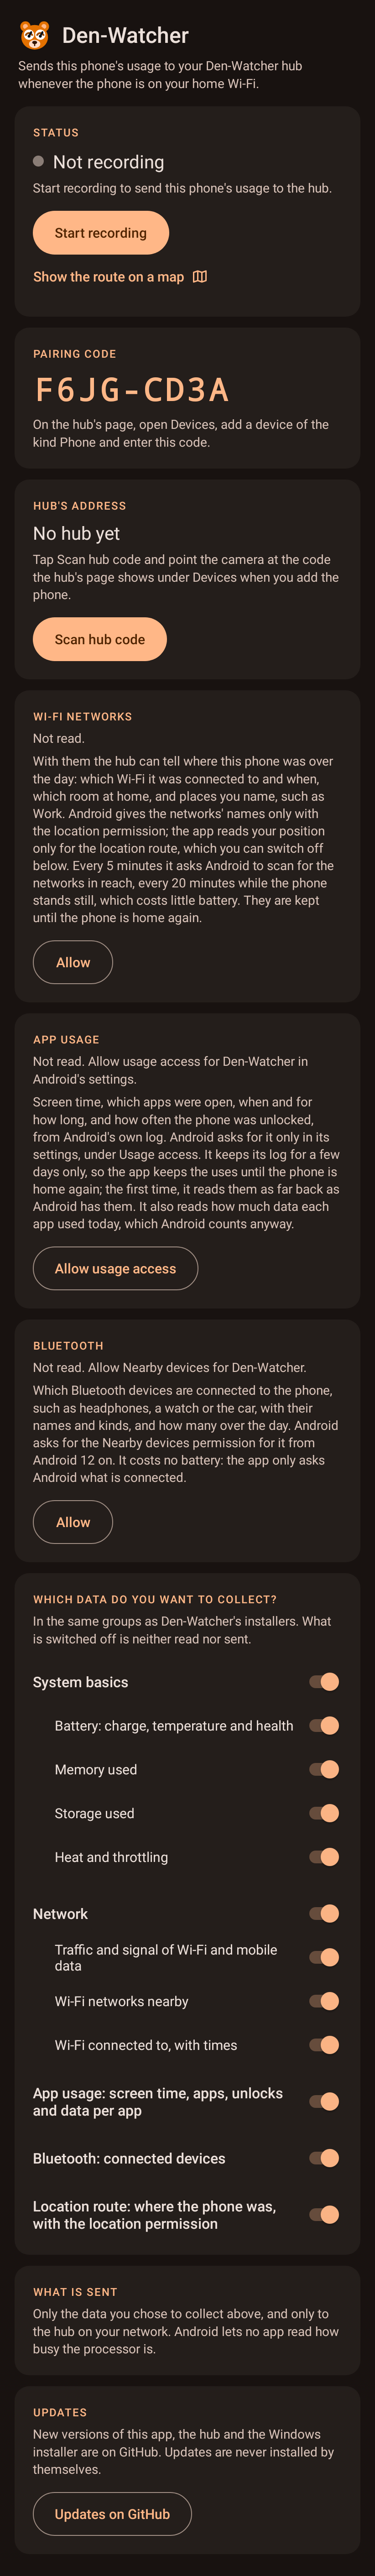 Den-Watcher
Sends this phone's usage to your Den-Watcher hub
whenever the phone is on your home Wi-Fi.
STATUS
Not recording
Start recording to send this phone's usage to the hub.
Start recording
Show the route on a map
PAIRING CODE
F6JG-CD3A
On the hub's page, open Devices, add a device of the
kind Phone and enter this code.
HUB'S ADDRESS
No hub yet
Tap Scan hub code and point the camera at the code
the hub's page shows under Devices when you add the
phone.
Scan hub code
WI-FI NETWORKS
Not read.
With them the hub can tell where this phone was over
the day: which Wi-Fi it was connected to and when,
which room at home, and places you name, such as
Work. Android gives the networks' names only with
the location permission; the app reads your position
only for the location route, which you can switch off
below. Every 5 minutes it asks Android to scan for the
networks in reach, every 20 minutes while the phone
stands still, which costs little battery. They are kept
until the phone is home again.
Allow
APP USAGE
Not read. Allow usage access for Den-Watcher in
Android's settings.
Screen time, which apps were open, when and for
how long, and how often the phone was unlocked,
from Android's own log. Android asks for it only in its
settings, under Usage access. It keeps its log for a few
days only, so the app keeps the uses until the phone is
home again; the first time, it reads them as far back as
Android has them. It also reads how much data each
app used today, which Android counts anyway.
Allow usage access
BLUETOOTH
Not read. Allow Nearby devices for Den-Watcher.
Which Bluetooth devices are connected to the phone,
such as headphones, a watch or the car, with their
names and kinds, and how many over the day. Android
asks for the Nearby devices permission for it from
Android 12 on. It costs no battery: the app only asks
Android what is connected.
Allow
WHICH DATA DO YOU WANT TO COLLECT?
In the same groups as Den-Watcher's installers. What
is switched off is neither read nor sent.
System basics
Battery: charge, temperature and health
Memory used
Storage used
Heat and throttling
Network
Traffic and signal of Wi-Fi and mobile
data
Wi-Fi networks nearby
Wi-Fi connected to, with times
App usage: screen time, apps, unlocks
and data per app
Bluetooth: connected devices
Location route: where the phone was,
with the location permission
WHAT IS SENT
Only the data you chose to collect above, and only to
the hub on your network. Android lets no app read how
busy the processor is.
UPDATES
New versions of this app, the hub and the Windows
installer are on GitHub. Updates are never installed by
themselves.
Updates on GitHub